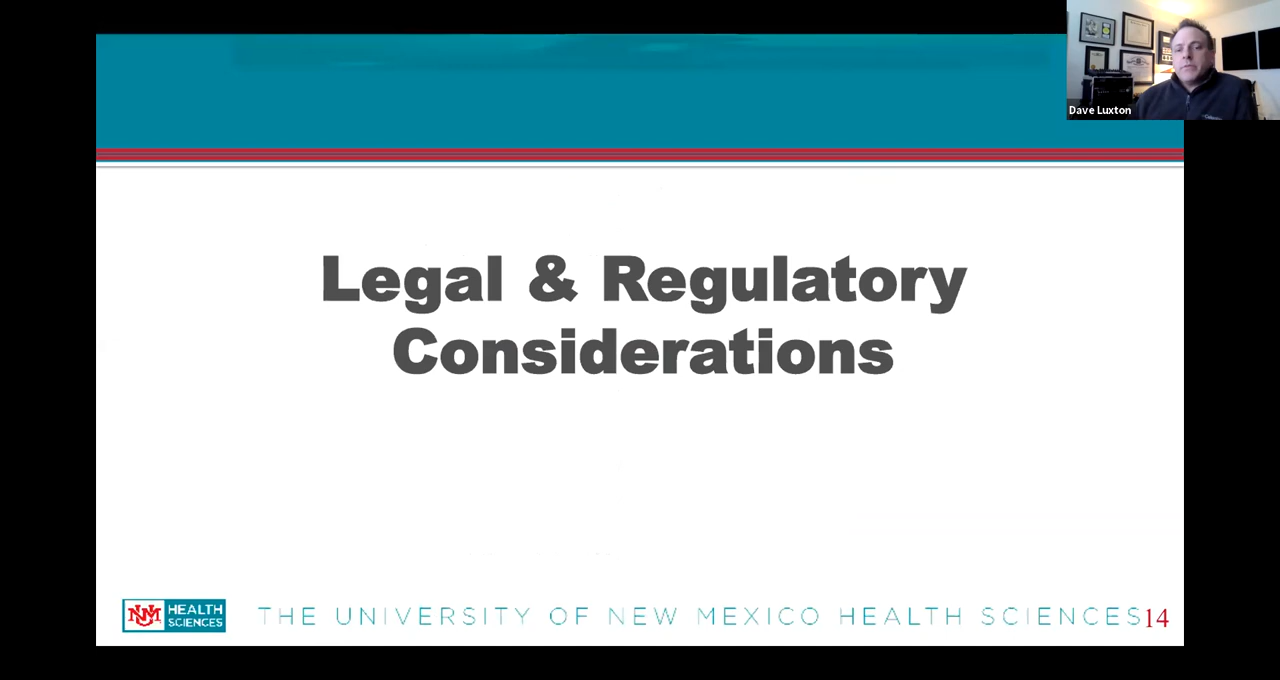 Dave Luxton
Legal & Regulatory
Considerations
UNM HEALTH
SCIENCES
THE UNIVERSITY OF NEW MEXICO HEALTH SCIENCES 14